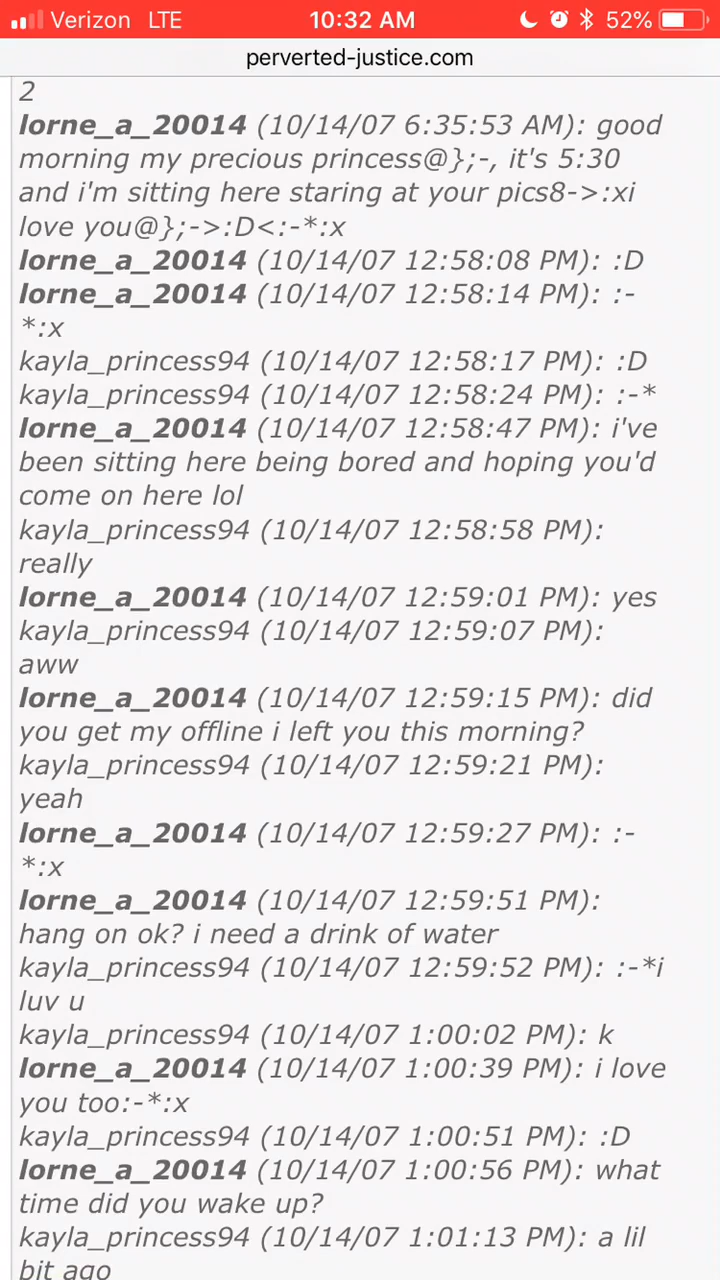 Verizon LTE 10:32 AM 52%
perverted-justice.com
2
lorne_a_20014 (10/14/07 6:35:53 AM): good
morning my precious princess@};-, it's 5:30
and i'm sitting here staring at your pics8->:xi
love you@};->:D<:-*:x
lorne_a_20014 (10/14/07 12:58:08 PM): :D
lorne_a_20014 (10/14/07 12:58:14 PM): :-
*:x
kayla_princess94 (10/14/07 12:58:17 PM): :D
kayla_princess94 (10/14/07 12:58:24 PM): :-*
lorne_a_20014 (10/14/07 12:58:47 PM): i've
been sitting here being bored and hoping you'd
come on here lol
kayla_princess94 (10/14/07 12:58:58 PM):
really
lorne_a_20014 (10/14/07 12:59:01 PM): yes
kayla_princess94 (10/14/07 12:59:07 PM):
aww
lorne_a_20014 (10/14/07 12:59:15 PM): did
you get my offline i left you this morning?
kayla_princess94 (10/14/07 12:59:21 PM):
yeah
lorne_a_20014 (10/14/07 12:59:27 PM): :-
*:x
lorne_a_20014 (10/14/07 12:59:51 PM):
hang on ok? i need a drink of water
kayla_princess94 (10/14/07 12:59:52 PM): :-*i
luv u
kayla_princess94 (10/14/07 1:00:02 PM): k
lorne_a_20014 (10/14/07 1:00:39 PM): i love
you too:-*:x
kayla_princess94 (10/14/07 1:00:51 PM): :D
lorne_a_20014 (10/14/07 1:00:56 PM): what
time did you wake up?
kayla_princess94 (10/14/07 1:01:13 PM): a lil
bit ago